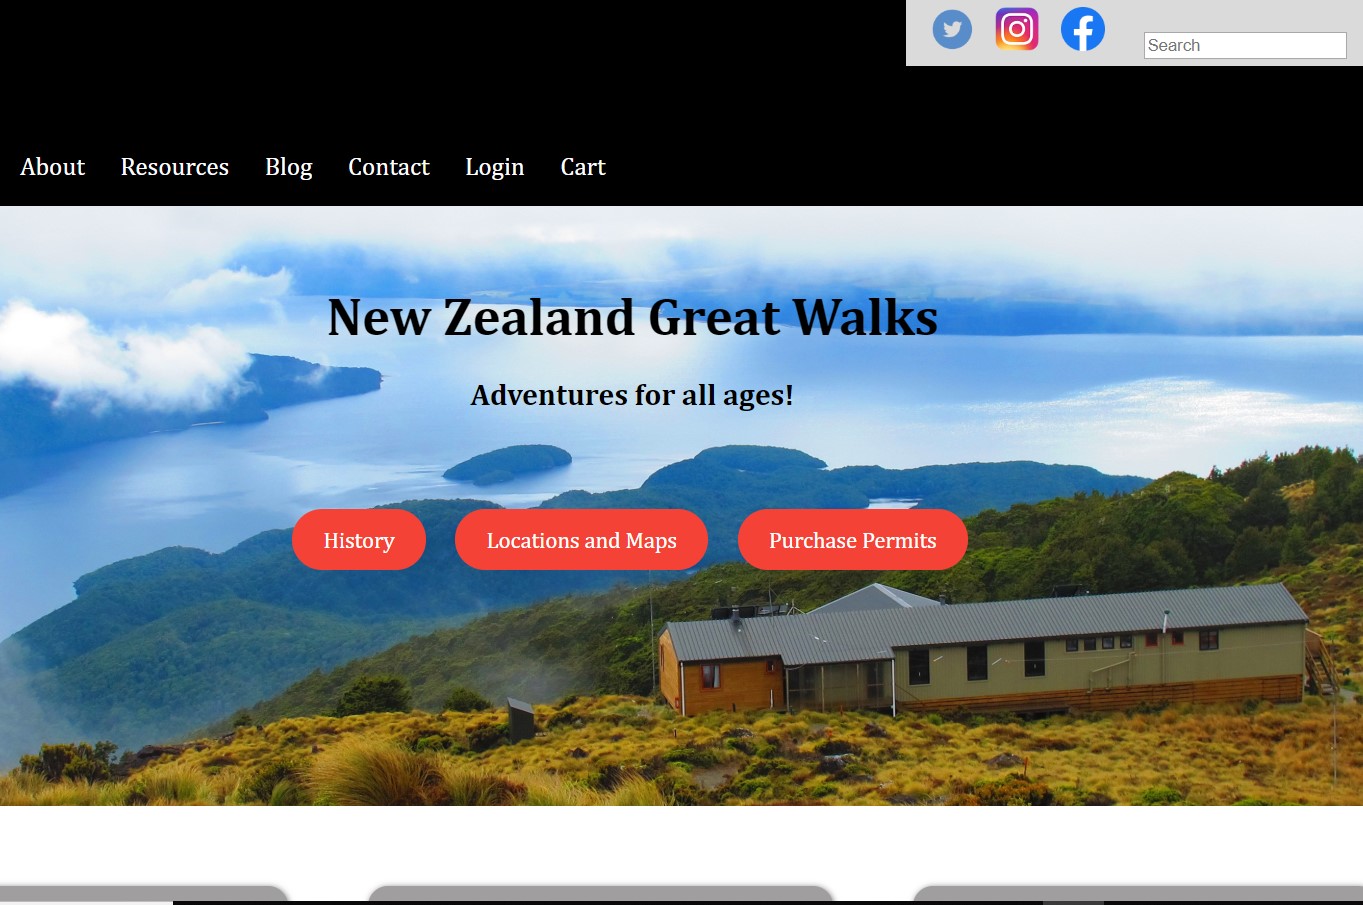 Search
About Resources Blog Contact Login Cart
New Zealand Great Walks
Adventures for all ages!
History Locations and Maps Purchase Permits